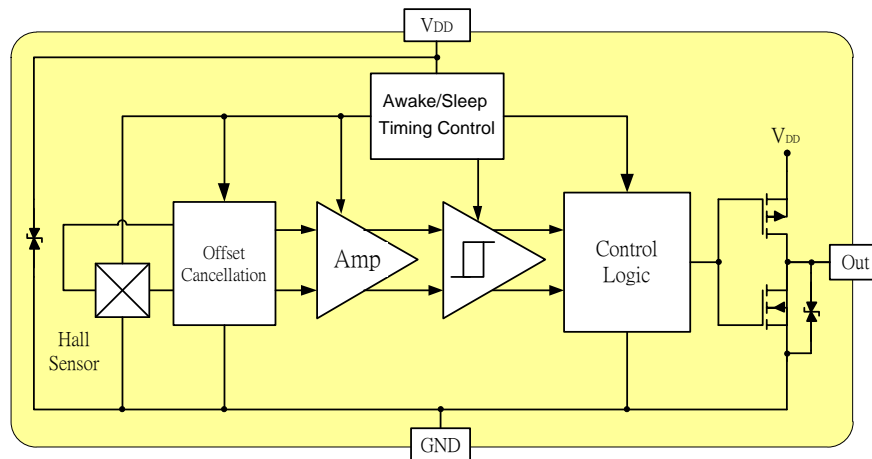 VDD
Awake/Sleep
Timing Control
VDD
Offset
Cancellation
Amp
Control
Logic
Out
Hall
Sensor
GND